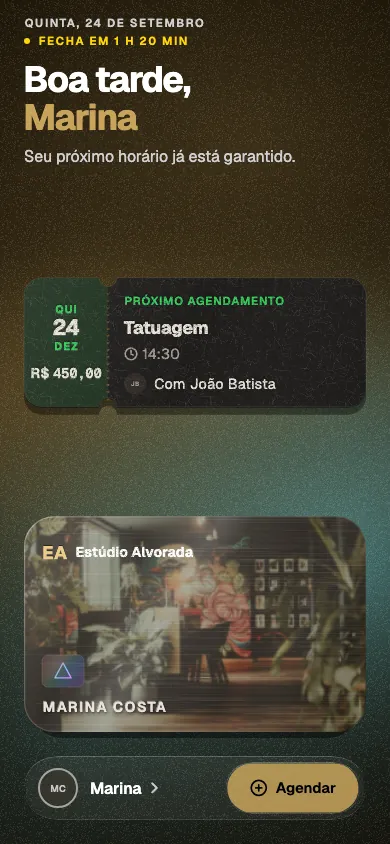 QUINTA, 24 DE SETEMBRO
FECHA EM 1 H 20 MIN
Boa tarde,
Marina
Seu próximo horário já está garantido.
QUI
24
DEZ
R$ 450,00
PRÓXIMO AGENDAMENTO
Tatuagem
14:30
JB Com João Batista
EA Estúdio Alvorada
MARINA COSTA
MC Marina
Agendar